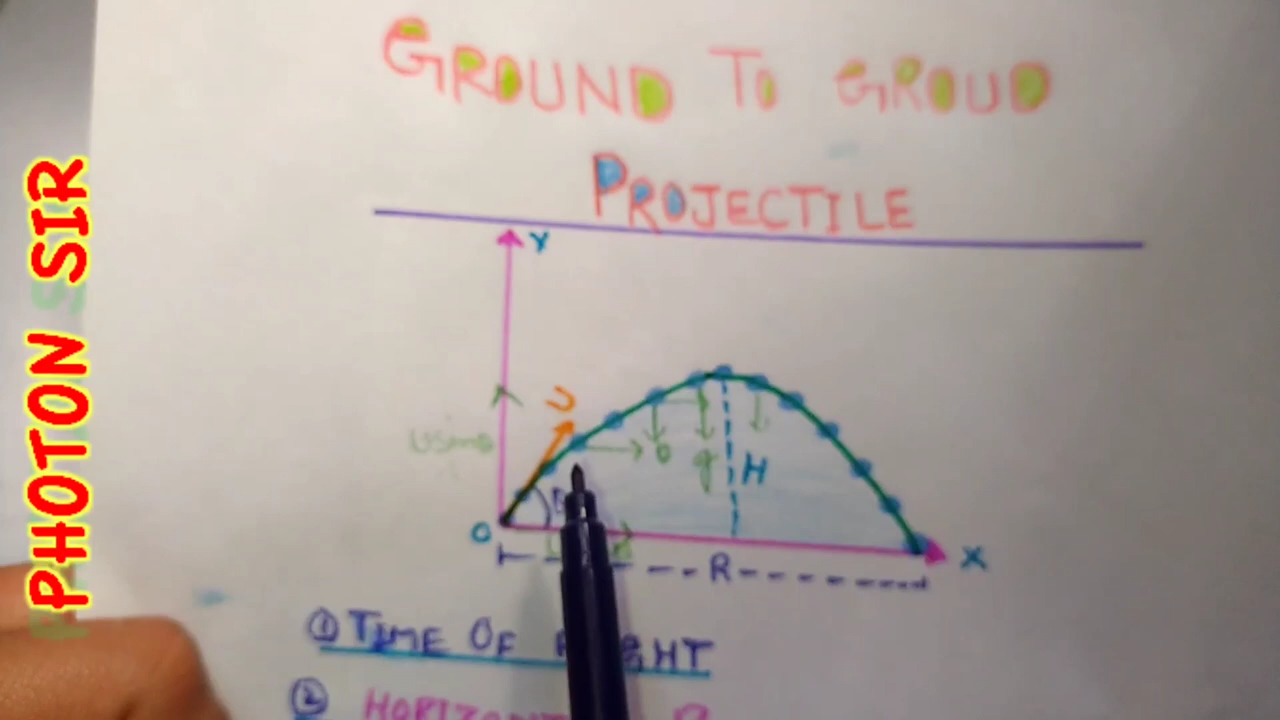 GROUND TO GROUD
PROJECTILE
PHOTON SIR
Y
U
g
H
O
X
R
① TIME OF
②